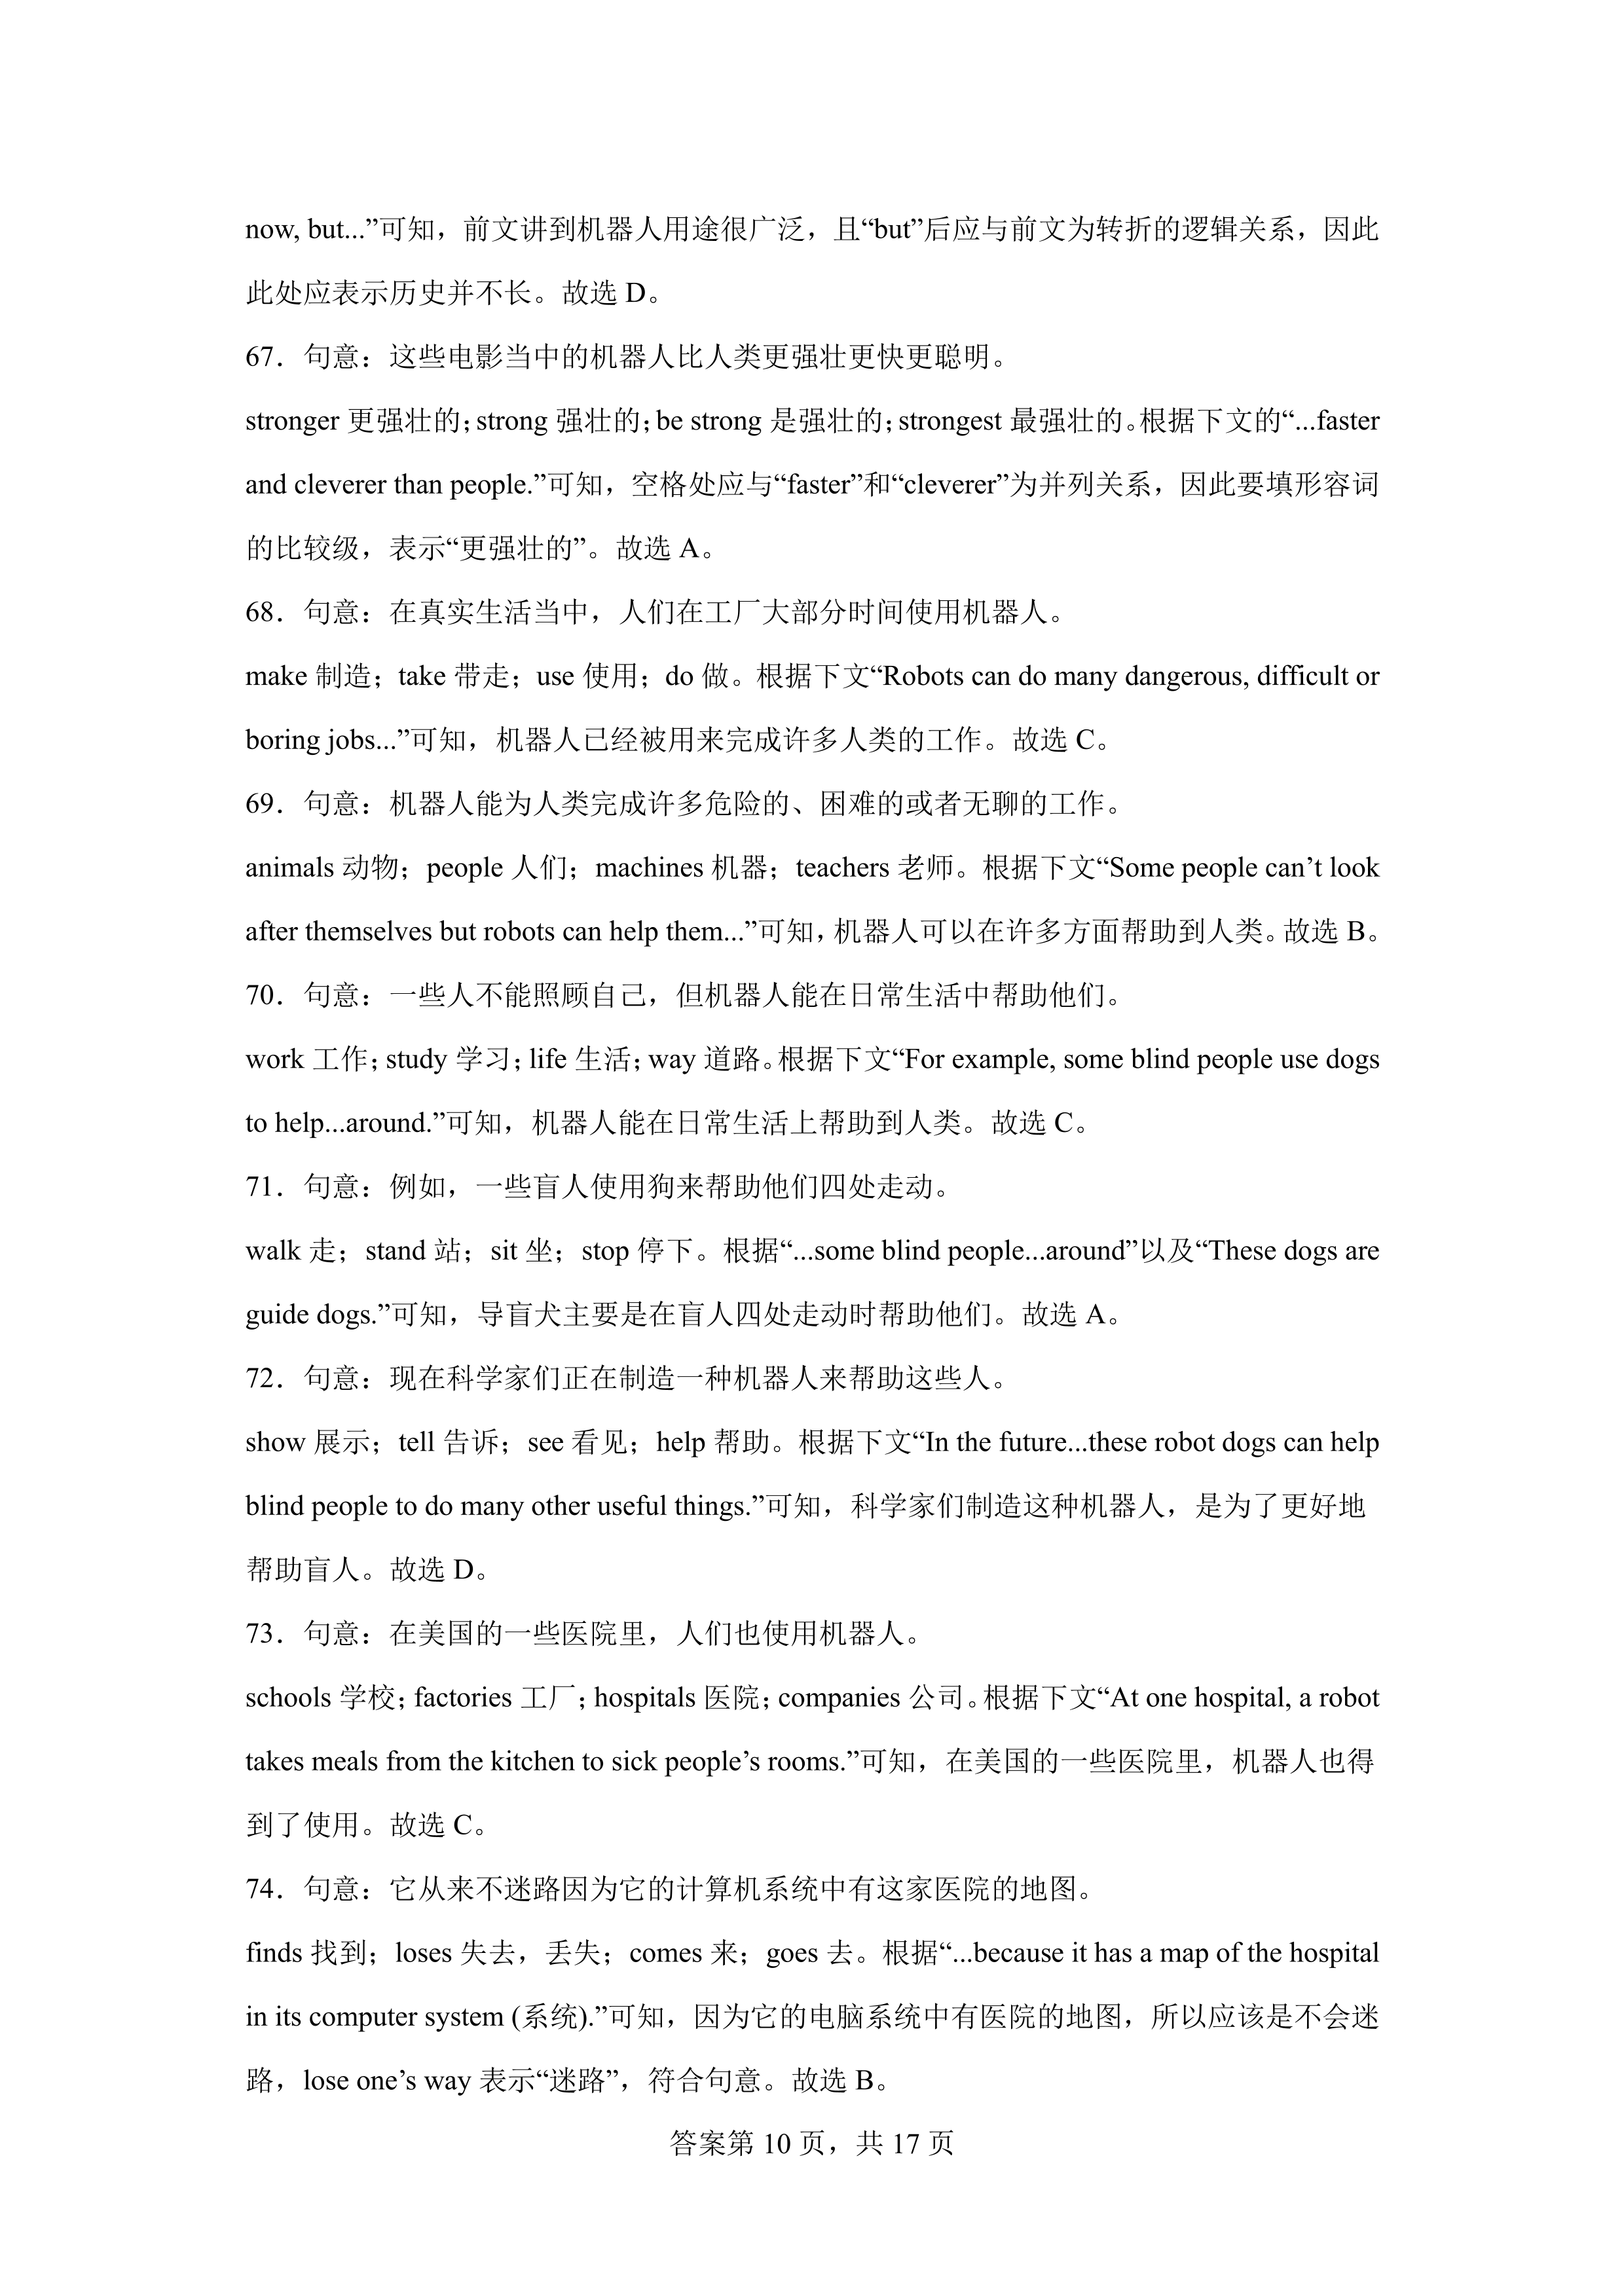 now, but...”可知，前文讲到机器人用途很广泛，且“but”后应与前文为转折的逻辑关系，因此
此处应表示历史并不长。故选 D。
67．句意：这些电影当中的机器人比人类更强壮更快更聪明。
stronger 更强壮的；strong 强壮的；be strong 是强壮的；strongest 最强壮的。根据下文的“...faster
and cleverer than people.”可知，空格处应与“faster”和“cleverer”为并列关系，因此要填形容词
的比较级，表示“更强壮的”。故选 A。
68．句意：在真实生活当中，人们在工厂大部分时间使用机器人。
make 制造；take 带走；use 使用；do 做。根据下文“Robots can do many dangerous, difficult or
boring jobs...”可知，机器人已经被用来完成许多人类的工作。故选 C。
69．句意：机器人能为人类完成许多危险的、困难的或者无聊的工作。
animals 动物；people 人们；machines 机器；teachers 老师。根据下文“Some people can’t look
after themselves but robots can help them...”可知，机器人可以在许多方面帮助到人类。故选 B。
70．句意：一些人不能照顾自己，但机器人能在日常生活中帮助他们。
work 工作；study 学习；life 生活；way 道路。根据下文“For example, some blind people use dogs
to help...around.”可知，机器人能在日常生活上帮助到人类。故选 C。
71．句意：例如，一些盲人使用狗来帮助他们四处走动。
walk 走；stand 站；sit 坐；stop 停下。根据“...some blind people...around”以及“These dogs are
guide dogs.”可知，导盲犬主要是在盲人四处走动时帮助他们。故选 A。
72．句意：现在科学家们正在制造一种机器人来帮助这些人。
show 展示；tell 告诉；see 看见；help 帮助。根据下文“In the future...these robot dogs can help
blind people to do many other useful things.”可知，科学家们制造这种机器人，是为了更好地
帮助盲人。故选 D。
73．句意：在美国的一些医院里，人们也使用机器人。
schools 学校；factories 工厂；hospitals 医院；companies 公司。根据下文“At one hospital, a robot
takes meals from the kitchen to sick people’s rooms.”可知，在美国的一些医院里，机器人也得
到了使用。故选 C。
74．句意：它从来不迷路因为它的计算机系统中有这家医院的地图。
finds 找到；loses 失去，丢失；comes 来；goes 去。根据“...because it has a map of the hospital
in its computer system (系统).”可知，因为它的电脑系统中有医院的地图，所以应该是不会迷
路，lose one’s way 表示“迷路”，符合句意。故选 B。
答案第 10 页，共 17 页